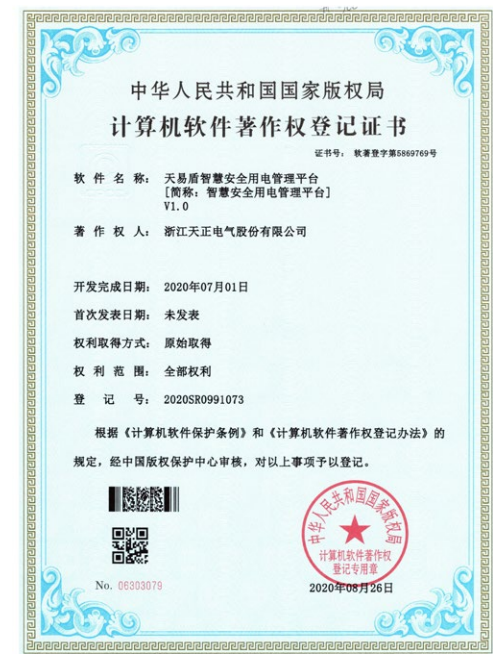 中华人民共和国国家版权局
计算机软件著作权登记证书
证书号： 软著登字第5869769号
软件名称： 天易盾智慧安全用电管理平台
[简称：智慧安全用电管理平台]
V1.0
著作权人： 浙江天正电气股份有限公司
开发完成日期： 2020年07月01日
首次发表日期： 未发表
权利取得方式： 原始取得
权利范围： 全部权利
登记号： 2020SR0991073
根据《计算机软件保护条例》和《计算机软件著作权登记办法》的
规定，经中国版权保护中心审核，对以上事项予以登记。
中华人民共和国国家版权局
计算机软件著作权
登记专用章
No. 06303079
2020年08月26日